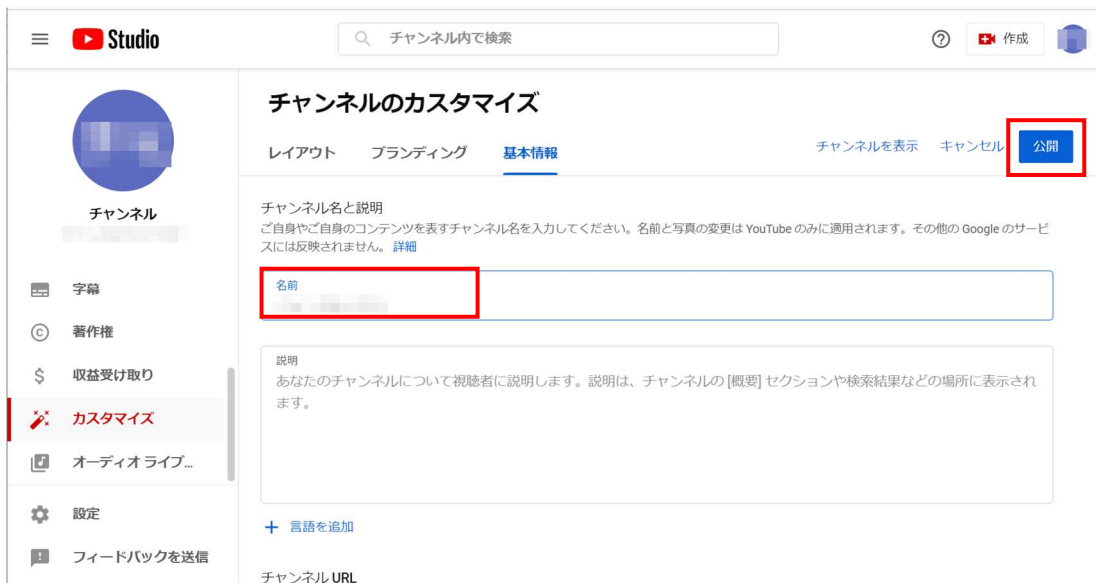 Studio
チャンネル内で検索
作成
チャンネル
字幕
著作権
収益受け取り
カスタマイズ
オーディオ ライブ...
設定
フィードバックを送信
チャンネルのカスタマイズ
レイアウト
ブランディング
基本情報
チャンネルを表示
キャンセル
公開
チャンネル名と説明
ご自身やご自身のコンテンツを表すチャンネル名を入力してください。名前と写真の変更は YouTube のみに適用されます。その他の Google のサービ
スには反映されません。 詳細
名前
説明
あなたのチャンネルについて視聴者に説明します。説明は、チャンネルの [概要] セクションや検索結果などの場所に表示され
ます。
言語を追加
チャンネル URL